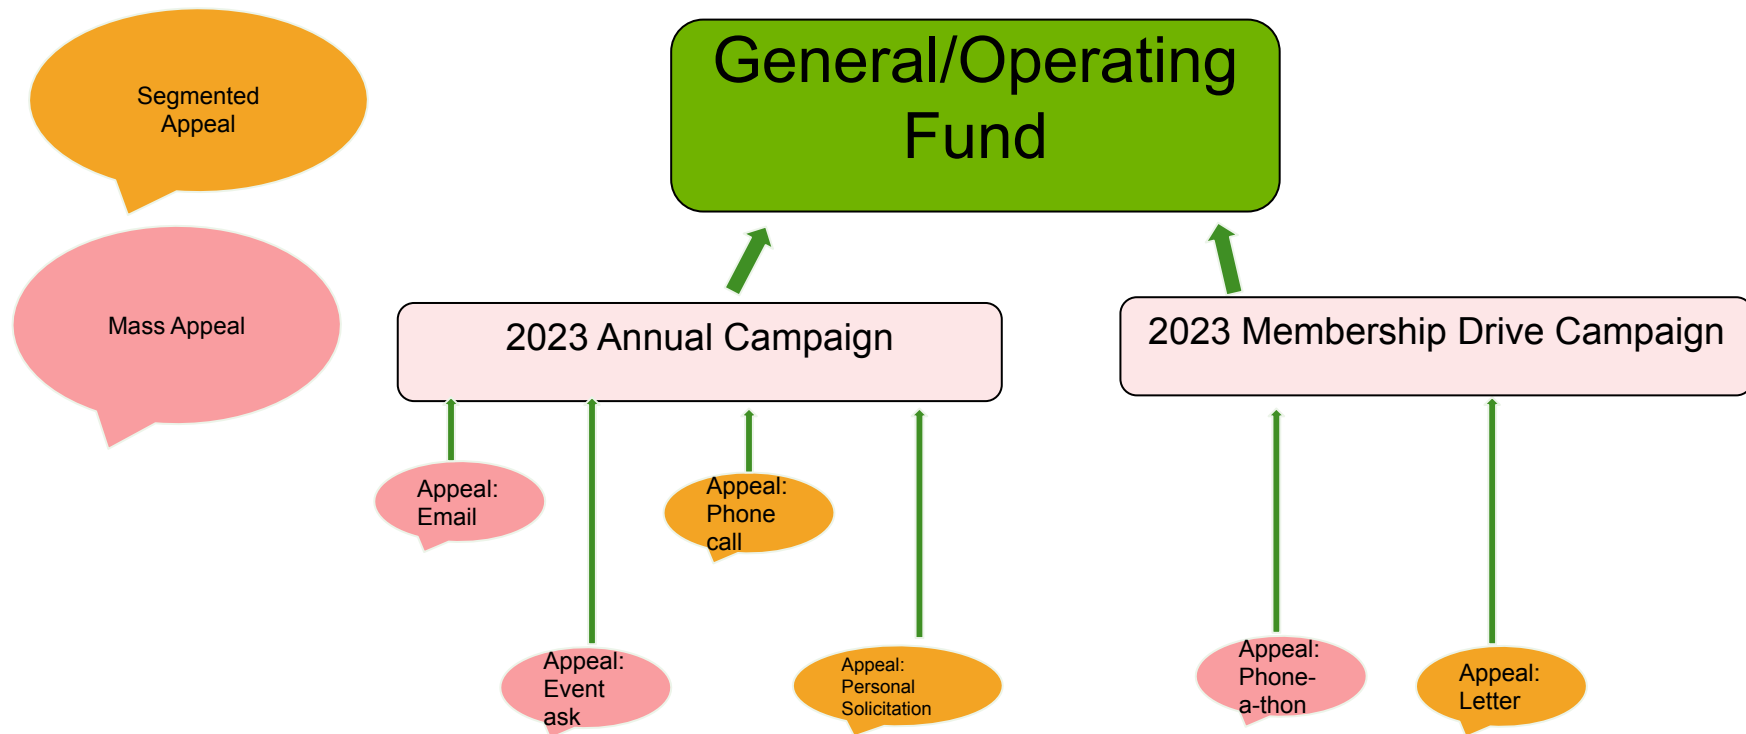 Segmented
Appeal
General/Operating
Fund
Mass Appeal
2023 Annual Campaign
2023 Membership Drive Campaign
Appeal:
Email
Appeal:
Phone
call
Appeal:
Event
ask
Appeal:
Personal
Solicitation
Appeal:
Phone-
a-thon
Appeal:
Letter